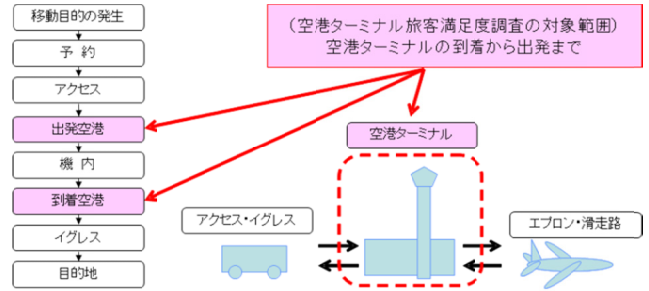 移動目的の発生
予 約
アクセス
出発空港
機 内
到着空港
イグレス
目的地
（空港ターミナル旅客満足度調査の対象範囲）
空港ターミナルの到着から出発まで
空港ターミナル
アクセス・イグレス
エプロン・滑走路